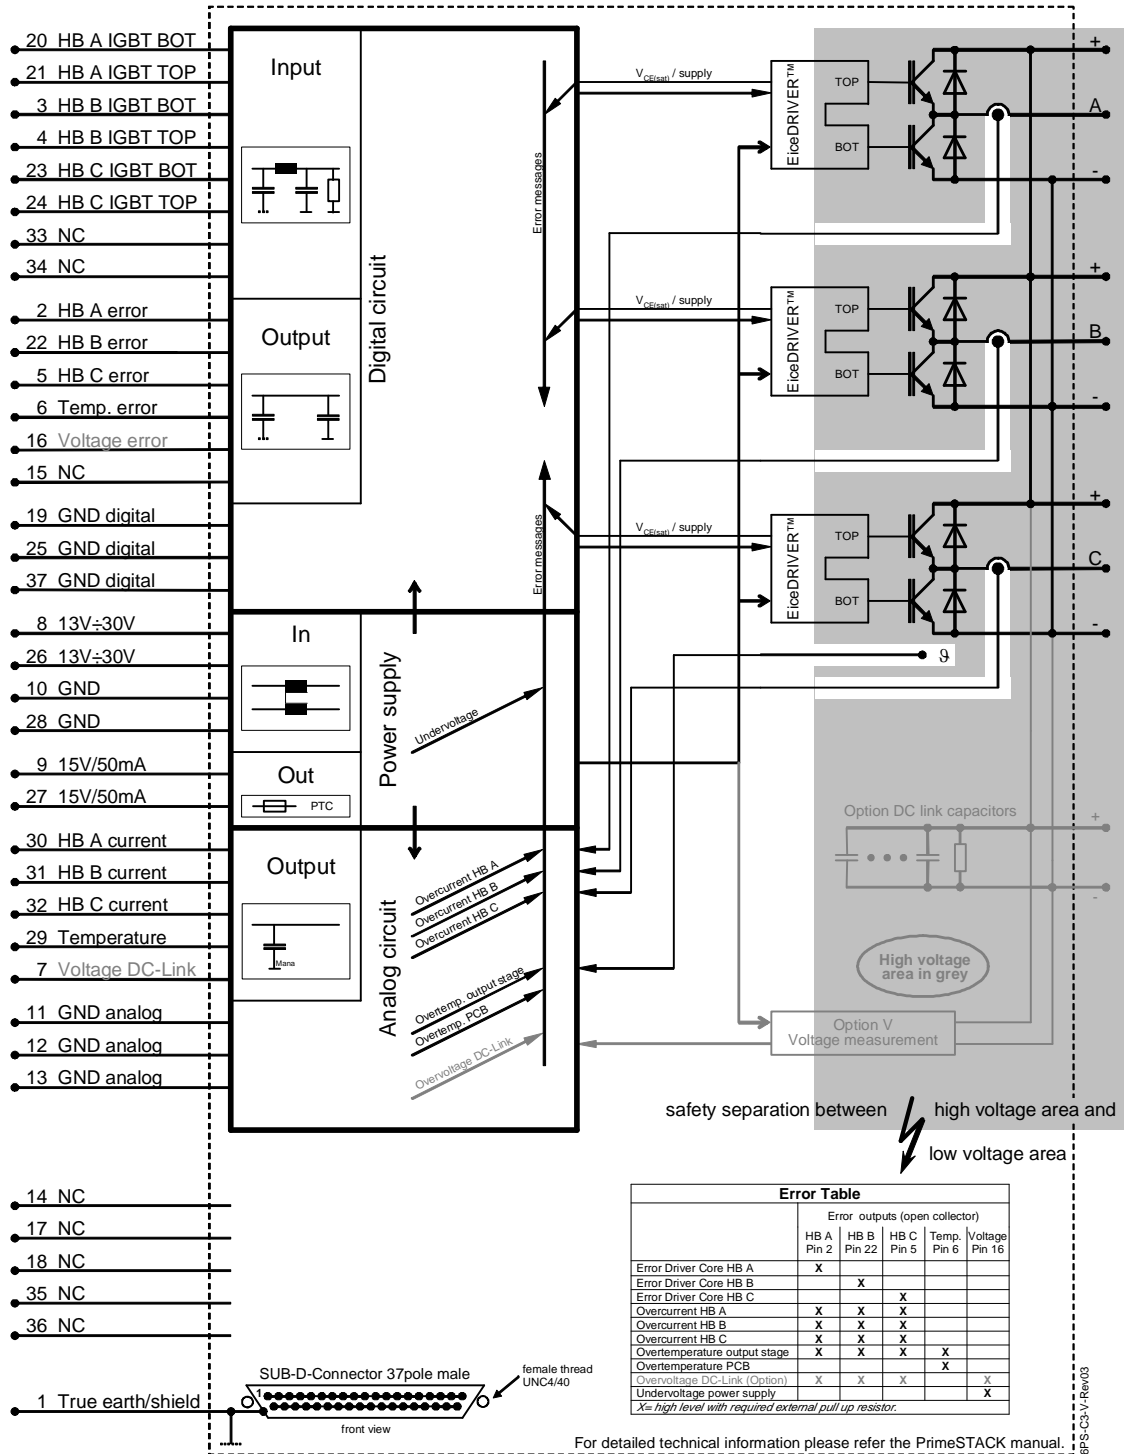 20 HB A IGBT BOT
21 HB A IGBT TOP
3 HB B IGBT BOT
4 HB B IGBT TOP
23 HB C IGBT BOT
24 HB C IGBT TOP
33 NC
34 NC
2 HB A error
22 HB B error
5 HB C error
6 Temp. error
16 Voltage error
15 NC
19 GND digital
25 GND digital
37 GND digital
8 13V÷30V
26 13V÷30V
10 GND
28 GND
9 15V/50mA
27 15V/50mA
30 HB A current
31 HB B current
32 HB C current
29 Temperature
7 Voltage DC-Link
11 GND analog
12 GND analog
13 GND analog
14 NC
17 NC
18 NC
35 NC
36 NC
1 True earth/shield
Input
Output
Digital circuit
Error messages
Error messages
In
Out
PTC
Power supply
Undervoltage
Output
Mana
Analog circuit
Overcurrent HB A
Overcurrent HB B
Overcurrent HB C
Overtemp. output stage
Overtemp. PCB
Overvoltage DC-Link
VCE(sat) / supply
EiceDRIVER™
TOP
BOT
+
A
-
VCE(sat) / supply
EiceDRIVER™
TOP
BOT
+
B
-
VCE(sat) / supply
EiceDRIVER™
TOP
BOT
+
C
-
ϑ
Option DC link capacitors
+
-
High voltage
area in grey
Option V
Voltage measurement
safety separation between high voltage area and
low voltage area
Error Table
Error outputs (open collector)
HB A HB B HB C Temp. Voltage
Pin 2 Pin 22 Pin 5 Pin 6 Pin 16
Error Driver Core HB A X
Error Driver Core HB B X
Error Driver Core HB C X
Overcurrent HB A X X X
Overcurrent HB B X X X
Overcurrent HB C X X X
Overtemperature output stage X X X X
Overtemperature PCB X
Overvoltage DC-Link (Option) X X X X
Undervoltage power supply X
X= high level with required external pull up resistor.
SUB-D-Connector 37pole male
female thread
UNC4/40
1
front view
For detailed technical information please refer the PrimeSTACK manual.
6PS-C3-V-Rev03